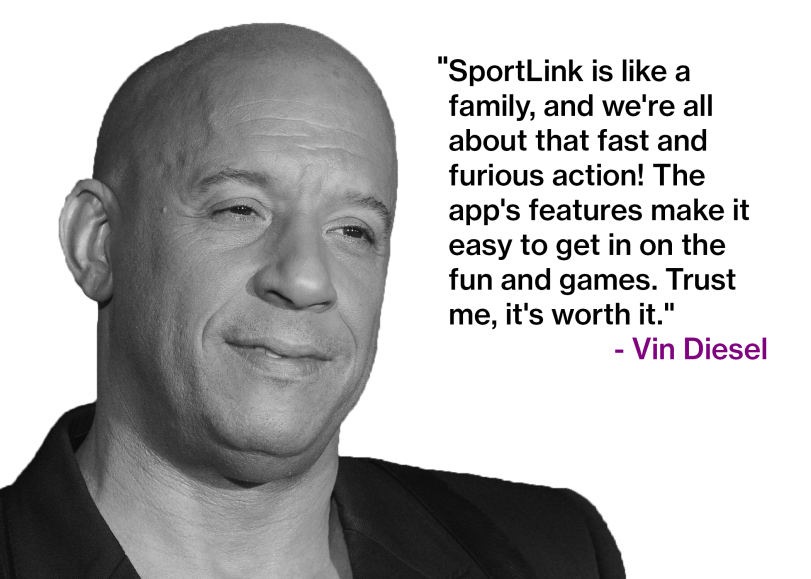 "SportLink is like a
family, and we're all
about that fast and
furious action! The
app's features make it
easy to get in on the
fun and games. Trust
me, it's worth it."
- Vin Diesel